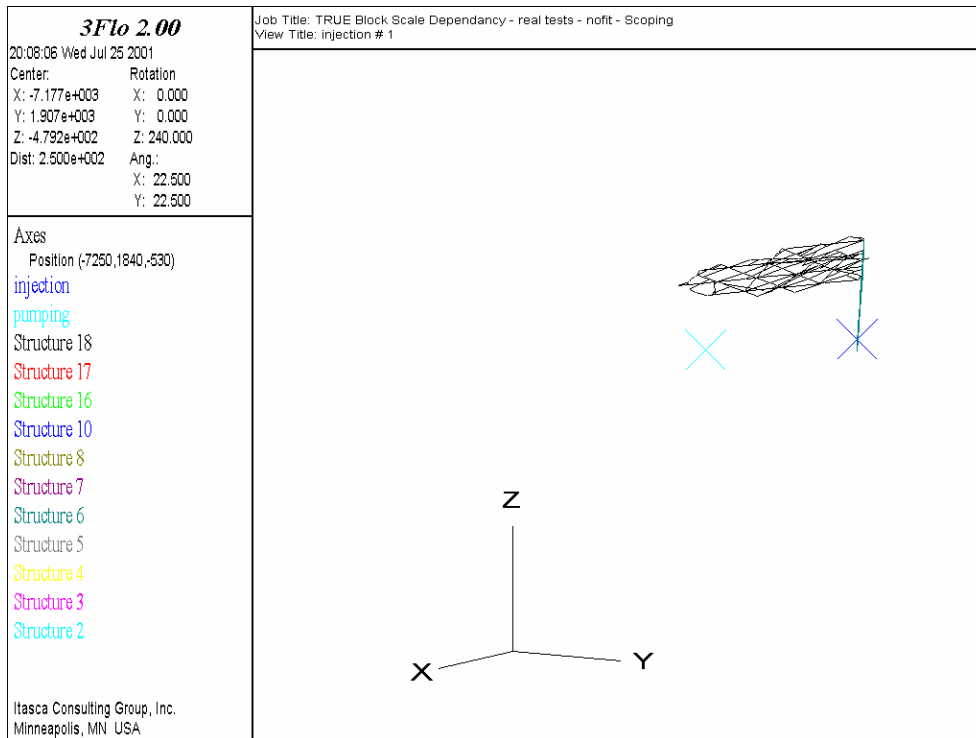 3Flo 2.00
Job Title: TRUE Block Scale Dependancy - real tests - nofit - Scoping
View Title: injection # 1
20:08:06 Wed Jul 25 2001
Center: Rotation
X: -7.177e+003 X: 0.000
Y: 1.907e+003 Y: 0.000
Z: -4.792e+002 Z: 240.000
Dist: 2.500e+002 Ang.:
X: 22.500
Y: 22.500
Axes
Position (-7250,1840,-530)
injection
pumping
Structure 18
Structure 17
Structure 16
Structure 10
Structure 8
Structure 7
Structure 6
Structure 5
Structure 4
Structure 3
Structure 2
Itasca Consulting Group, Inc.
Minneapolis, MN USA
Z
X
Y